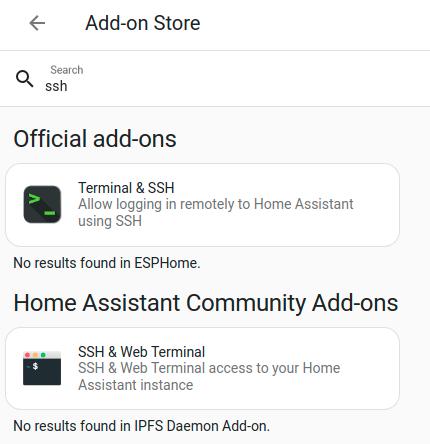 Add-on Store
Search
ssh
Official add-ons
Terminal & SSH
Allow logging in remotely to Home Assistant
using SSH
No results found in ESPHome.
Home Assistant Community Add-ons
SSH & Web Terminal
SSH & Web Terminal access to your Home
Assistant instance
No results found in IPFS Daemon Add-on.